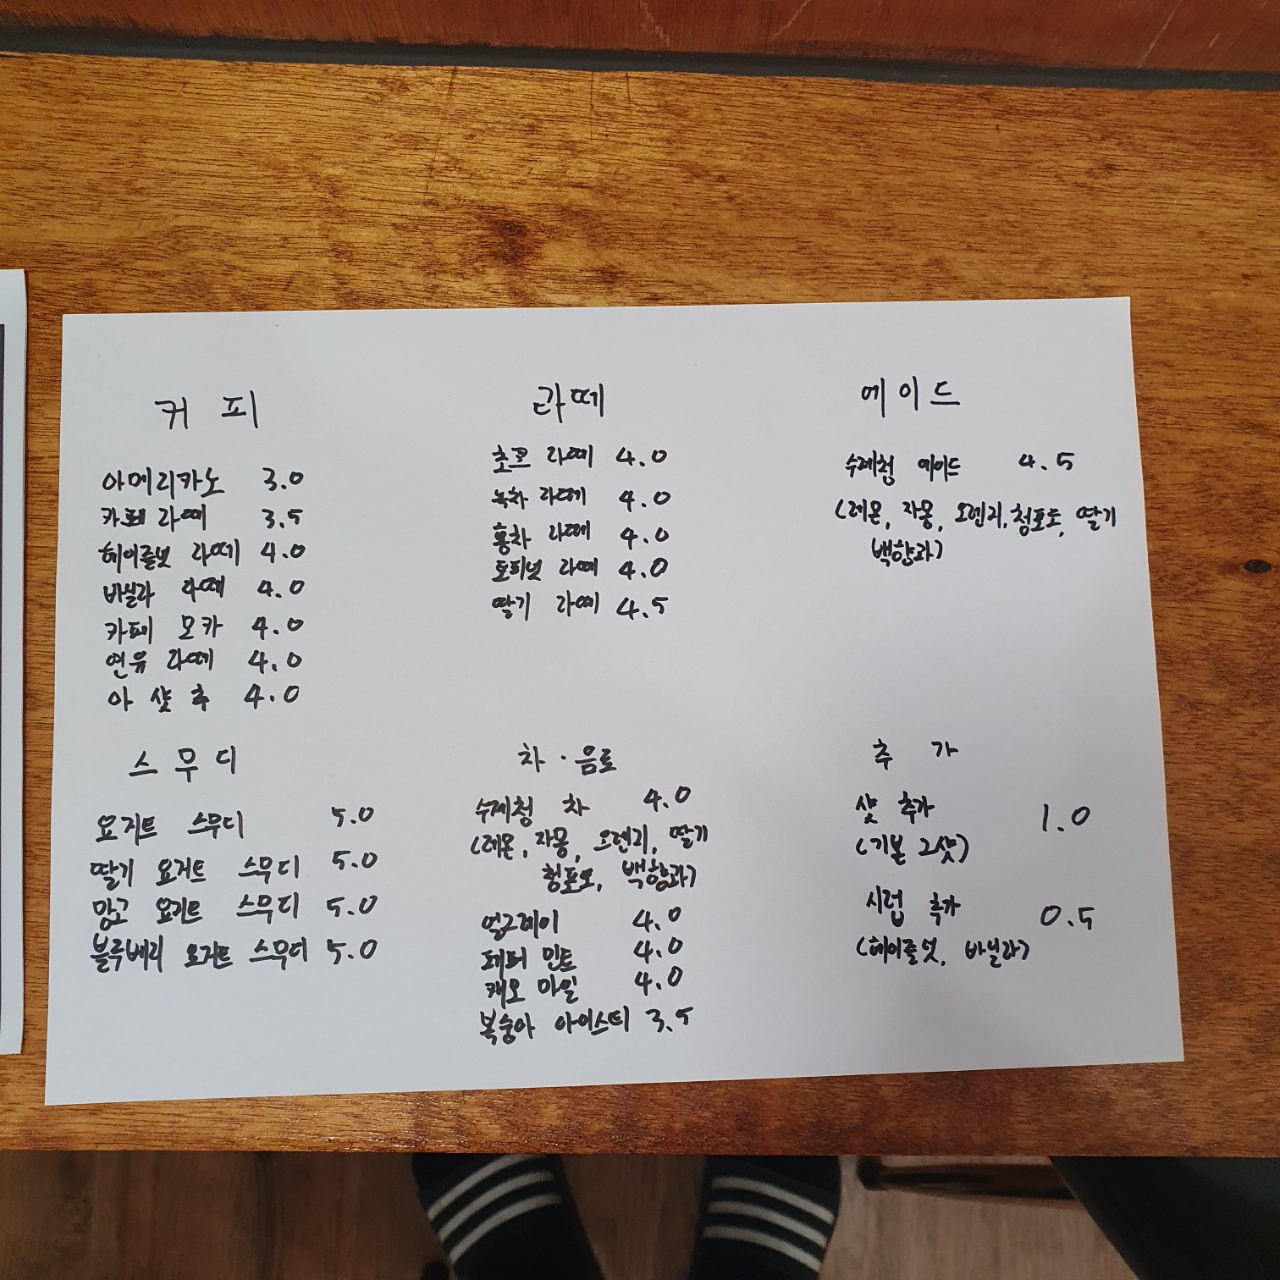 커피
아메리카노 3.0
카페라떼 3.5
헤이즐넛 라떼 4.0
바닐라 라떼 4.0
카페 모카 4.0
연유 라떼 4.0
아 샷 추 4.0
라떼
초코 라떼 4.0
녹차 라떼 4.0
홍차 라떼 4.0
토피넛 라떼 4.0
딸기 라떼 4.5
에이드
수제청 에이드 4.5
(레몬, 자몽, 오렌지, 청포도, 딸기
백향과)
스무디
요거트 스무디 5.0
딸기 요거트 스무디 5.0
망고 요거트 스무디 5.0
블루베리 요거트 스무디 5.0
차·음료
수제청 차 4.0
(레몬, 자몽, 오렌지, 딸기
청포도, 백향과)
얼그레이 4.0
페퍼 민트 4.0
캐모 마일 4.0
복숭아 아이스티 3.5
추가
샷 추가 1.0
(기본 2샷)
시럽 추가 0.5
(헤이즐넛, 바닐라)